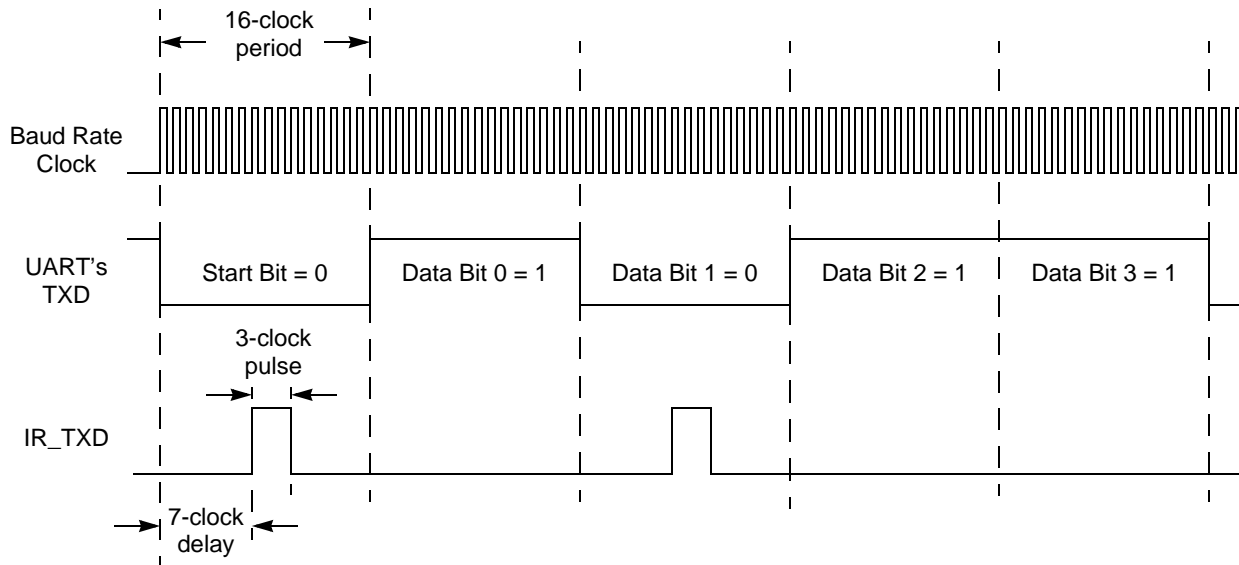 16-clock
period
Baud Rate
Clock
UART's
TXD
Start Bit = 0
Data Bit 0 = 1
Data Bit 1 = 0
Data Bit 2 = 1
Data Bit 3 = 1
3-clock
pulse
IR_TXD
7-clock
delay